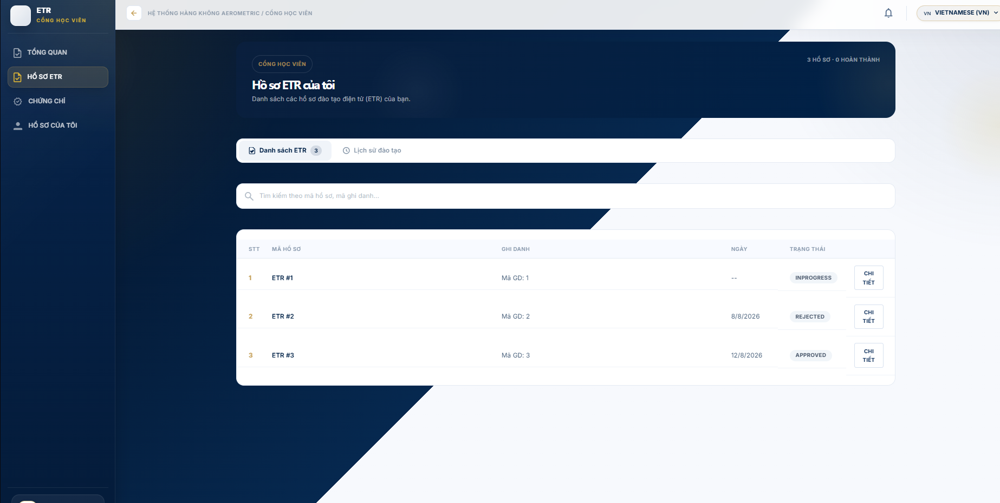 ETR
CỔNG HỌC VIÊN
TỔNG QUAN
HỒ SƠ ETR
CHỨNG CHỈ
HỒ SƠ CỦA TÔI
HỆ THỐNG HÀNG KHÔNG AEROMETRIC / CỔNG HỌC VIÊN
VN VIETNAMESE (VN)
CỔNG HỌC VIÊN
3 HỒ SƠ · 0 HOÀN THÀNH
Hồ sơ ETR của tôi
Danh sách các hồ sơ đào tạo điện tử (ETR) của bạn.
Danh sách ETR 3
Lịch sử đào tạo
Tìm kiếm theo mã hồ sơ, mã ghi danh...
STT MÃ HỒ SƠ GHI DANH NGÀY TRẠNG THÁI
1 ETR #1 Mã GD: 1 -- INPROGRESS CHI
TIẾT
2 ETR #2 Mã GD: 2 8/8/2026 REJECTED CHI
TIẾT
3 ETR #3 Mã GD: 3 12/8/2026 APPROVED CHI
TIẾT